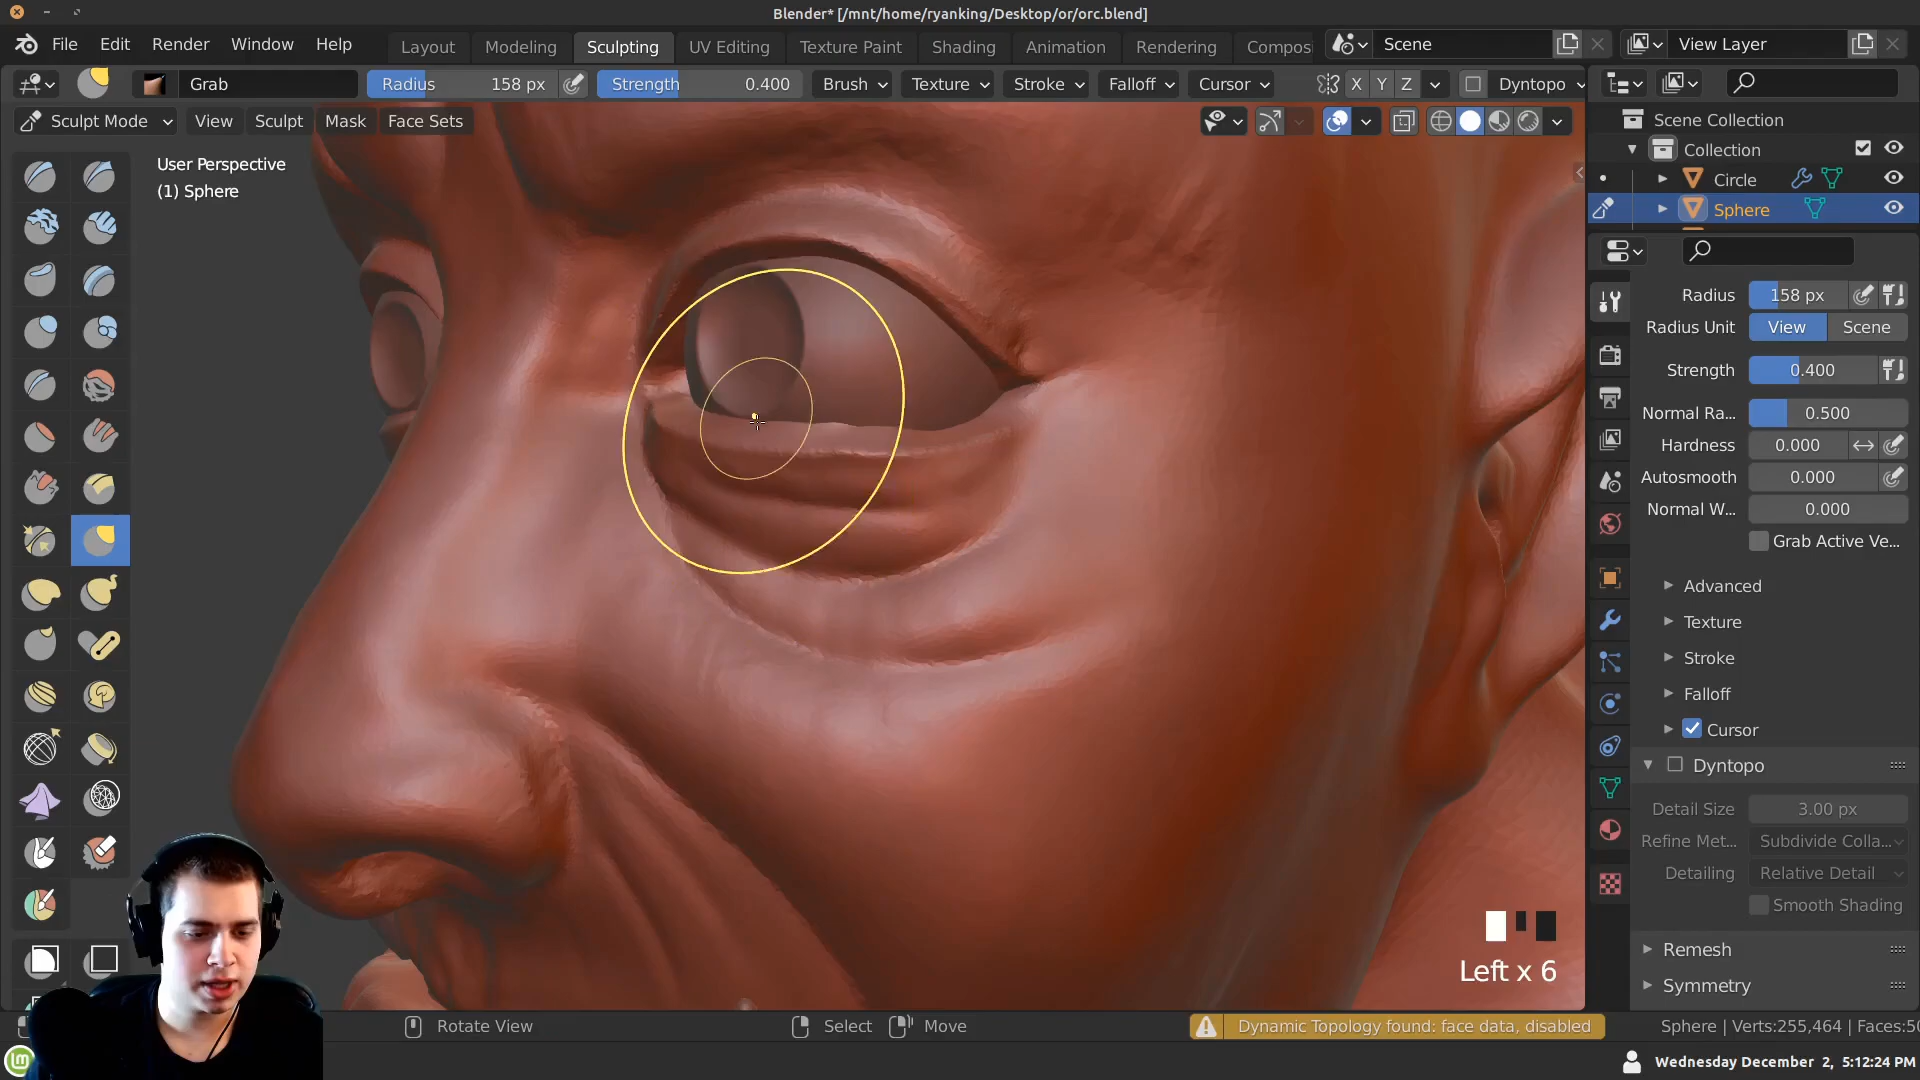 Blender* [/mnt/home/ryanking/Desktop/or/orc.blend]
File Edit Render Window Help Layout Modeling Sculpting UV Editing Texture Paint Shading Animation Rendering Compos Scene View Layer
Grab Radius 158 px Strength 0.400 Brush Texture Stroke Falloff Cursor X Y Z Dyntopo
Sculpt Mode View Sculpt Mask Face Sets
User Perspective
(1) Sphere
Scene Collection
Collection
Circle
Sphere
Radius 158 px
Radius Unit View Scene
Strength 0.400
Normal Ra... 0.500
Hardness 0.000
Autosmooth 0.000
Normal W... 0.000
Grab Active Ve...
Advanced
Texture
Stroke
Falloff
Cursor
Dyntopo
Detail Size 3.00 px
Refine Met... Subdivide Colla...
Detailing Relative Detail
Smooth Shading
Remesh
Symmetry
Left x 6
Rotate View Select Move Dynamic Topology found: face data, disabled Sphere | Verts:255,464 | Faces:50
lm Wednesday December 2, 5:12:24 PM